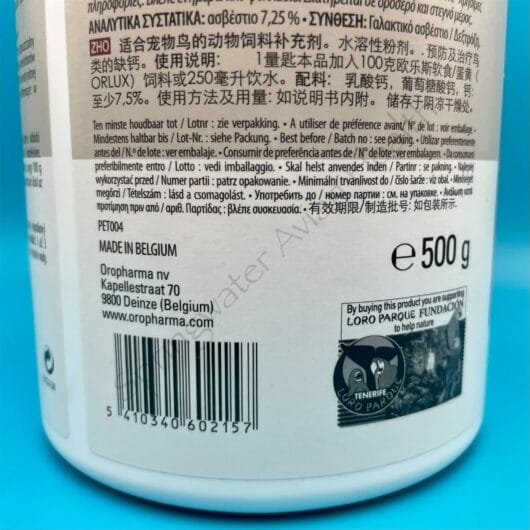 πληροφορίες.
ΑΝΑΛΥΤΙΚΑ ΣΥΣΤΑΤΙΚΑ: ασβέστιο 7,25 % • ΣΥΝΘΕΣΗ: Γαλακτικό ασβέστιο / Δεξτρόζη,
ZHO 适合宠物鸟的动物饲料补充剂。水溶性粉剂。. 预防及治疗鸟
类的缺钙。使用说明: 1量匙本品加入100克欧乐斯软食/蛋黄 (
ORLUX) 饲料或250毫升饮水。配料: 乳酸钙, 葡萄糖酸钙, 钙:
至少7.5%。使用方法及用量: 如说明书内附. 储存于阴凉干燥处。
Ten minste houdbaar tot / Lotnr : zie verpakking. • A utiliser de préférence avant/ N° de lot : voir emballage. •
Mindestens haltbar bis / Lot-Nr. : siehe Packung. • Best before / Batch no : see packing. • Utilizar preferentemente
antes del / N. de lote : ver embalaje. • Consumir de preferência antes de/ N° de lote: ver embalagem. • Da consumarsi
preferibilmente entro / Lotto : vedi imballaggio. • Skal helst anvendes inden / Partinr : se pakning. • Najlepiej
wykorzystać przed / Numer partii : patrz opakowanie. • Minimální trvanlivost do / číslo šarže : viz obal. • Minőségét
megőrzi / Tételszám : lásd a csomagolást. • Употребить до / номер партии : см. на упаковке. • Ανάλωση κατά
προτίμηση πριν από / αριθ. Παρτίδας : βλέπε συσκευασία. • 有效期限/制造批号: 如包装所示.
PET004
MADE IN BELGIUM
Oropharma nv
Kapellestraat 70
9800 Deinze (Belgium)
www.oropharma.com
e 500 g
By buying this product you are supporting
LORO PARQUE FUNDACIÓN
to help nature
TENERIFE
LORO PARQUE
5 410340 602157